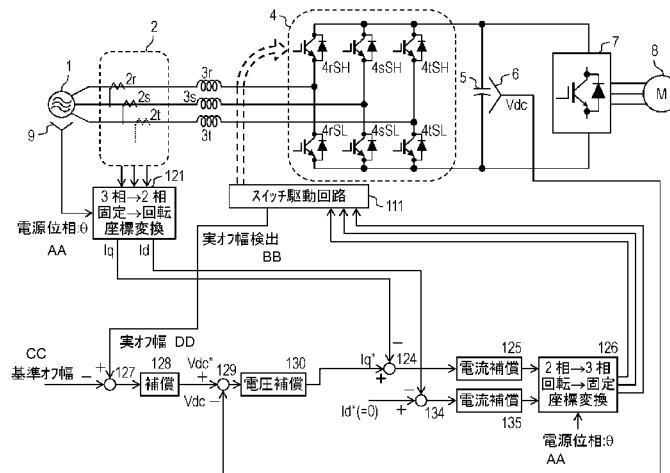 4
2
1
2r
3r
2s
3s
2t
3t
4rSH
4sSH
4tSH
4rSL
4sSL
4tSL
5
6
Vdc
7
8
M
9
121
3相→2相
固定→回転
座標変換
電源位相:θ
AA
Iq
Id
スイッチ駆動回路
111
実オフ幅検出
BB
実オフ幅 DD
CC
基準オフ幅
−
+
127
128
補償
Vdc*
129
Vdc
−
+
130
電圧補償
Iq*
−
+
124
125
電流補償
126
2相→3相
回転→固定
座標変換
Id*(=0)
−
+
134
電流補償
135
電源位相:θ
AA